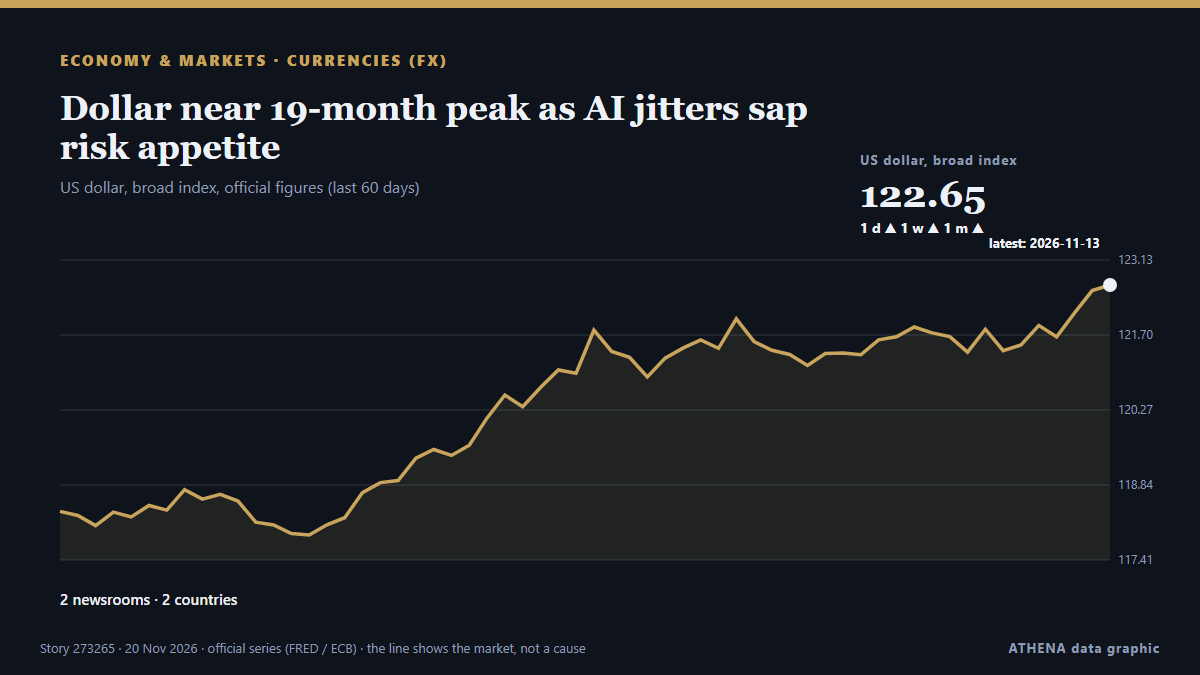 ECONOMY & MARKETS · CURRENCIES (FX)
Dollar near 19-month peak as AI jitters sap
risk appetite
US dollar, broad index, official figures (last 60 days)
US dollar, broad index
122.65
1 d ▲ 1 w ▲ 1 m ▲
latest: 2026-11-13
123.13
121.70
120.27
118.84
117.41
2 newsrooms · 2 countries
Story 273265 · 20 Nov 2026 · official series (FRED / ECB) · the line shows the market, not a cause
ATHENA data graphic